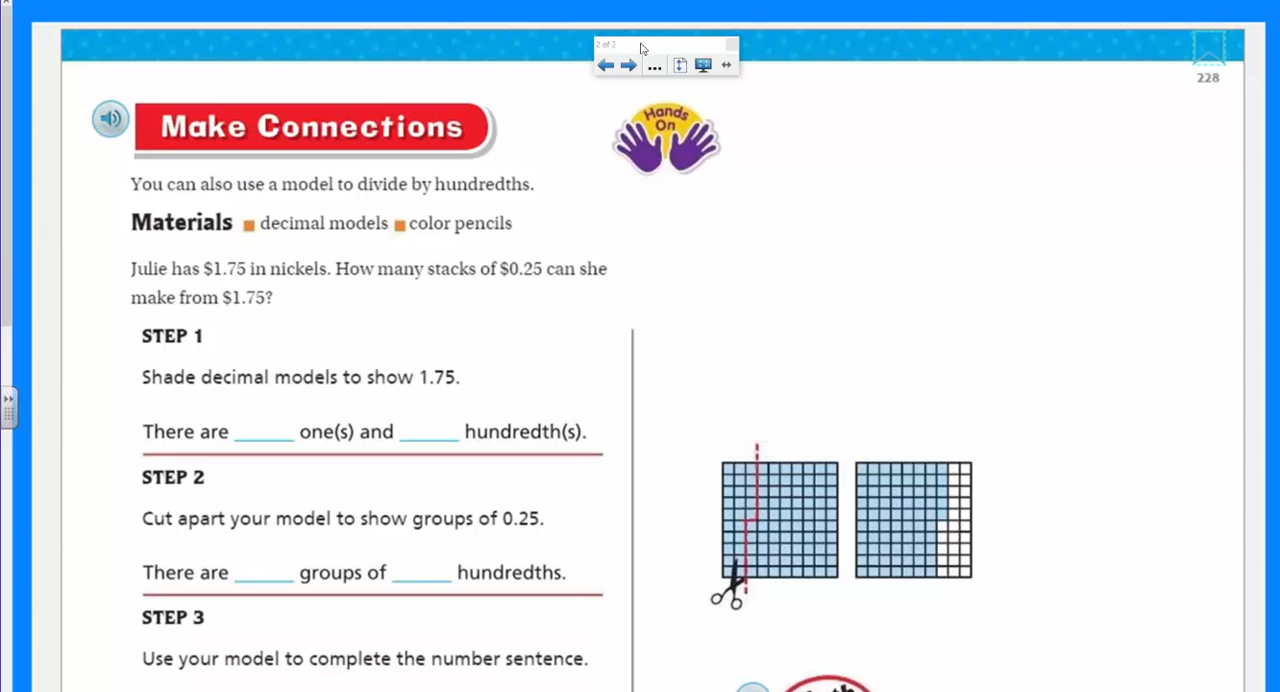 2 of 2
228
Make Connections
Hands
On
You can also use a model to divide by hundredths.
Materials ■ decimal models ■ color pencils
Julie has $1.75 in nickels. How many stacks of $0.25 can she
make from $1.75?
STEP 1
Shade decimal models to show 1.75.
There are ______ one(s) and ______ hundredth(s).
STEP 2
Cut apart your model to show groups of 0.25.
There are ______ groups of ______ hundredths.
STEP 3
Use your model to complete the number sentence.